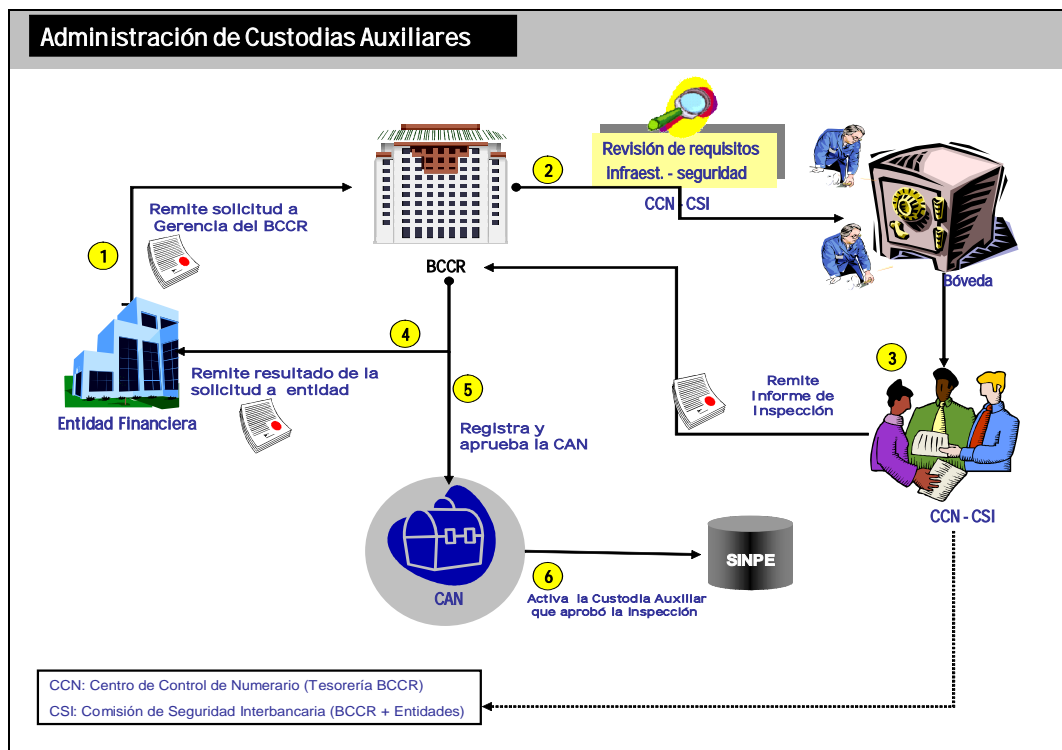 Administración de Custodias Auxiliares
2
Revisión de requisitos
Infraest. - seguridad
CCN - CSI
Remite solicitud a
Gerencia del BCCR
1
BCCR
Bóveda
4
3
Remite resultado de la
solicitud a entidad
5
Remite
Informe de
Inspección
Entidad Financiera
Registra y
aprueba la CAN
CCN - CSI
SINPE
6
CAN
Activa la Custodia Auxiliar
que aprobó la Inspección
CCN: Centro de Control de Numerario (Tesorería BCCR)
CSI: Comisión de Seguridad Interbancaria (BCCR + Entidades)